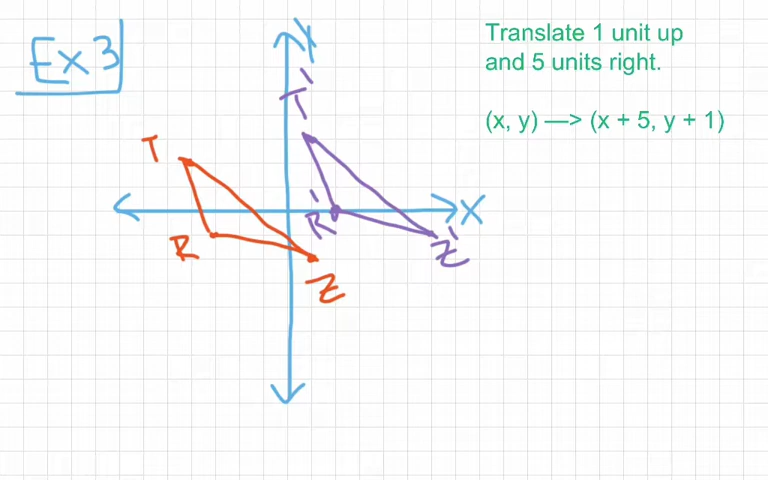 Ex 3
Translate 1 unit up
and 5 units right.
(x, y) —> (x + 5, y + 1)
Y
T'
T
X
R'
R
Z'
Z